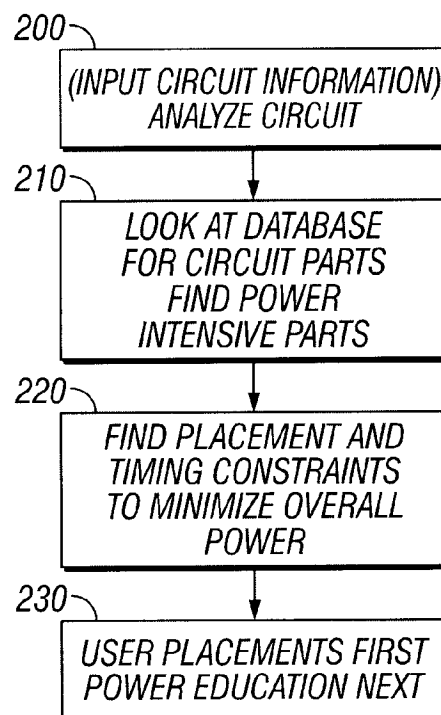 200
(INPUT CIRCUIT INFORMATION)
ANALYZE CIRCUIT
210
LOOK AT DATABASE
FOR CIRCUIT PARTS
FIND POWER
INTENSIVE PARTS
220
FIND PLACEMENT AND
TIMING CONSTRAINTS
TO MINIMIZE OVERALL
POWER
230
USER PLACEMENTS FIRST
POWER EDUCATION NEXT